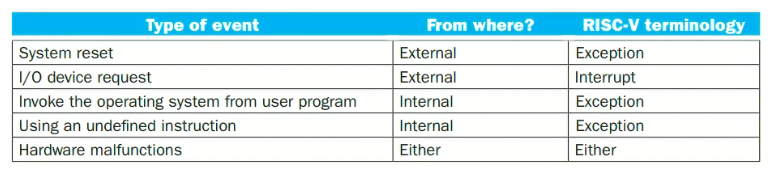 Type of event From where? RISC-V terminology
System reset External Exception
I/O device request External Interrupt
Invoke the operating system from user program Internal Exception
Using an undefined instruction Internal Exception
Hardware malfunctions Either Either